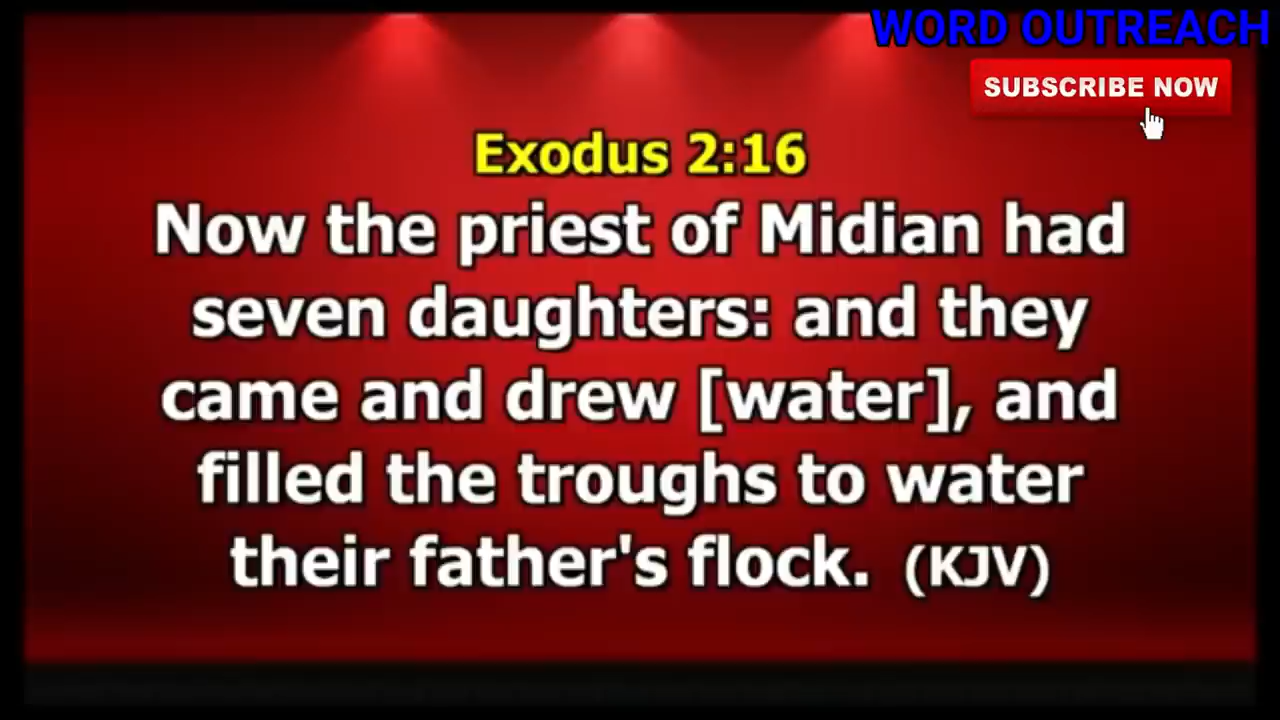 WORD OUTREACH
SUBSCRIBE NOW
Exodus 2:16
Now the priest of Midian had
seven daughters: and they
came and drew [water], and
filled the troughs to water
their father's flock. (KJV)